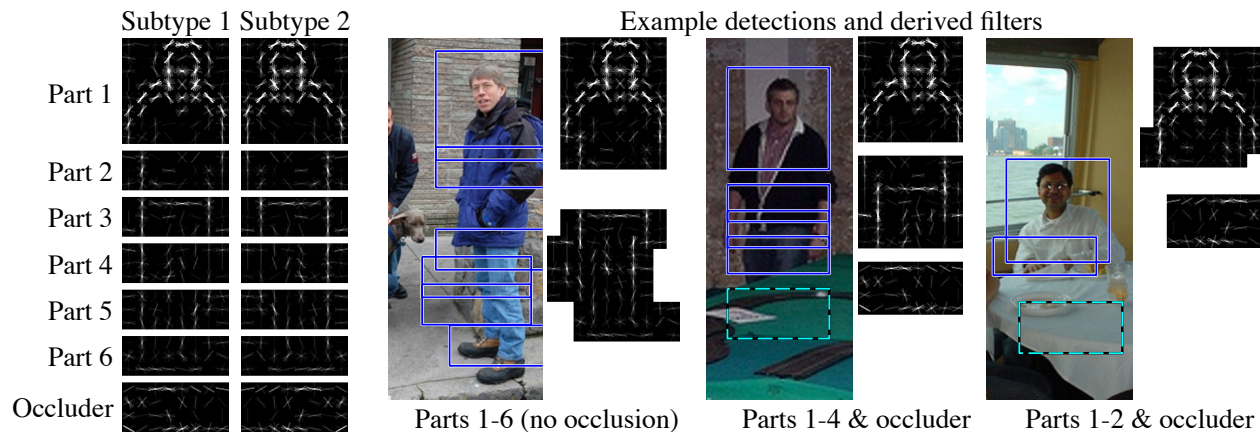 Subtype 1 Subtype 2
Example detections and derived filters
Part 1
Part 2
Part 3
Part 4
Part 5
Part 6
Occluder
Parts 1-6 (no occlusion)
Parts 1-4 & occluder
Parts 1-2 & occluder